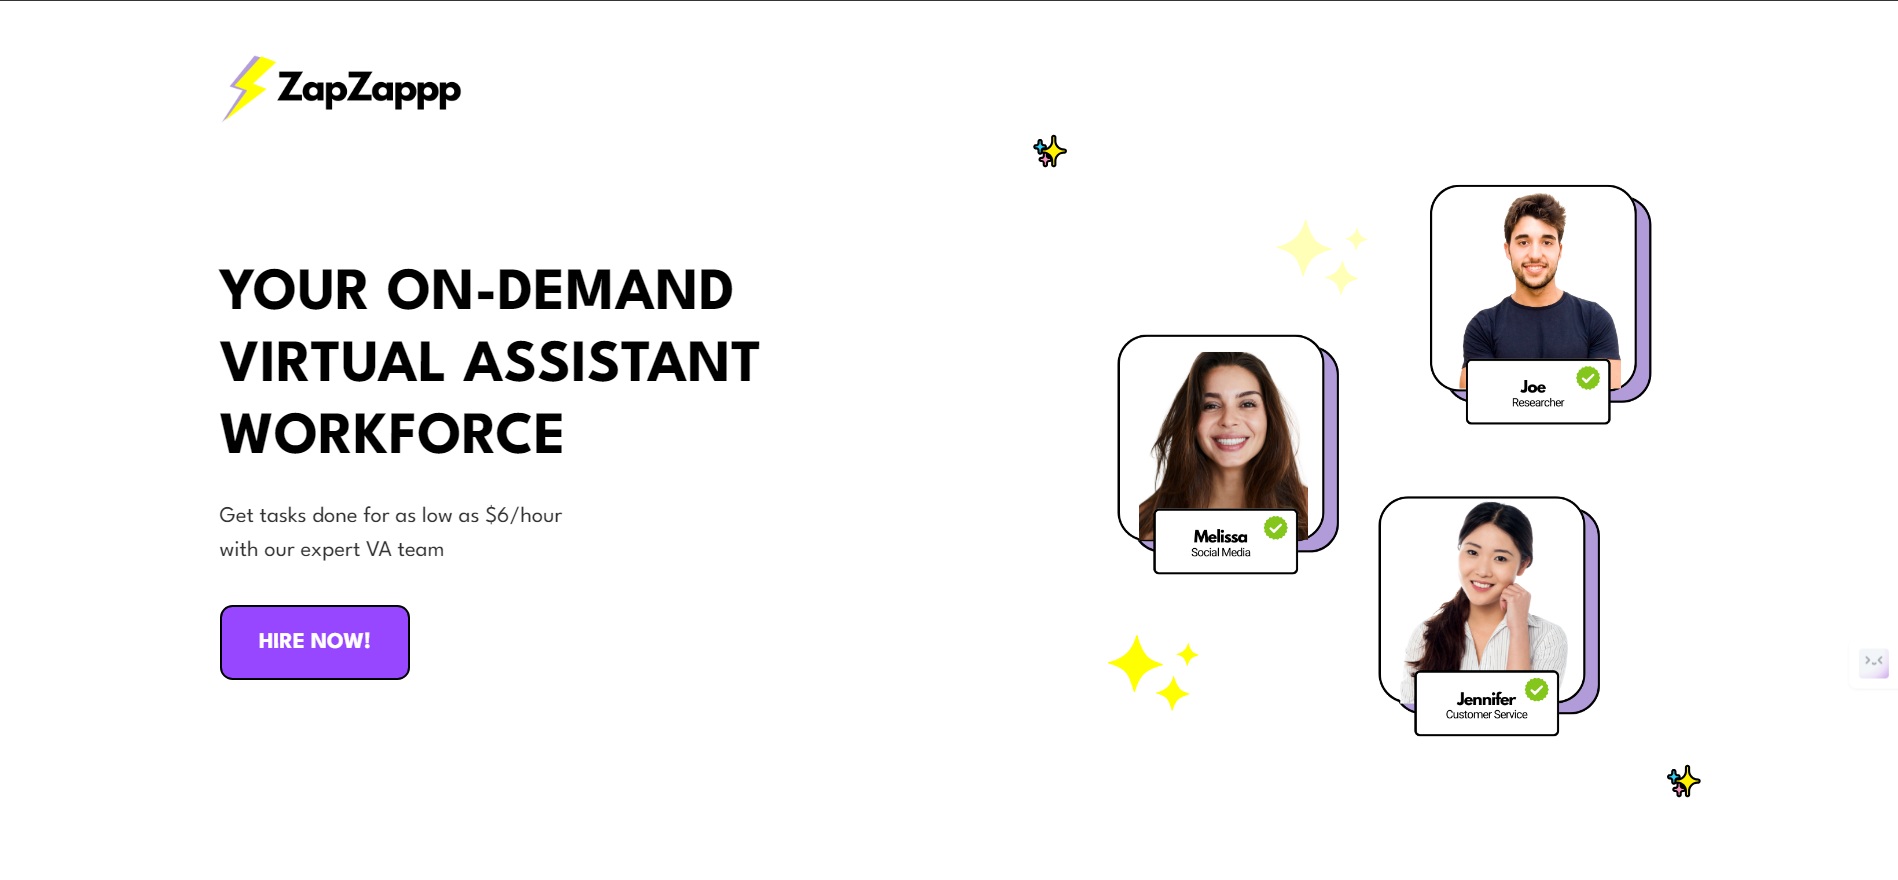 ZapZappp
YOUR ON-DEMAND
VIRTUAL ASSISTANT
WORKFORCE
Get tasks done for as low as $6/hour
with our expert VA team
HIRE NOW!
Joe
Researcher
Melissa
Social Media
Jennifer
Customer Service